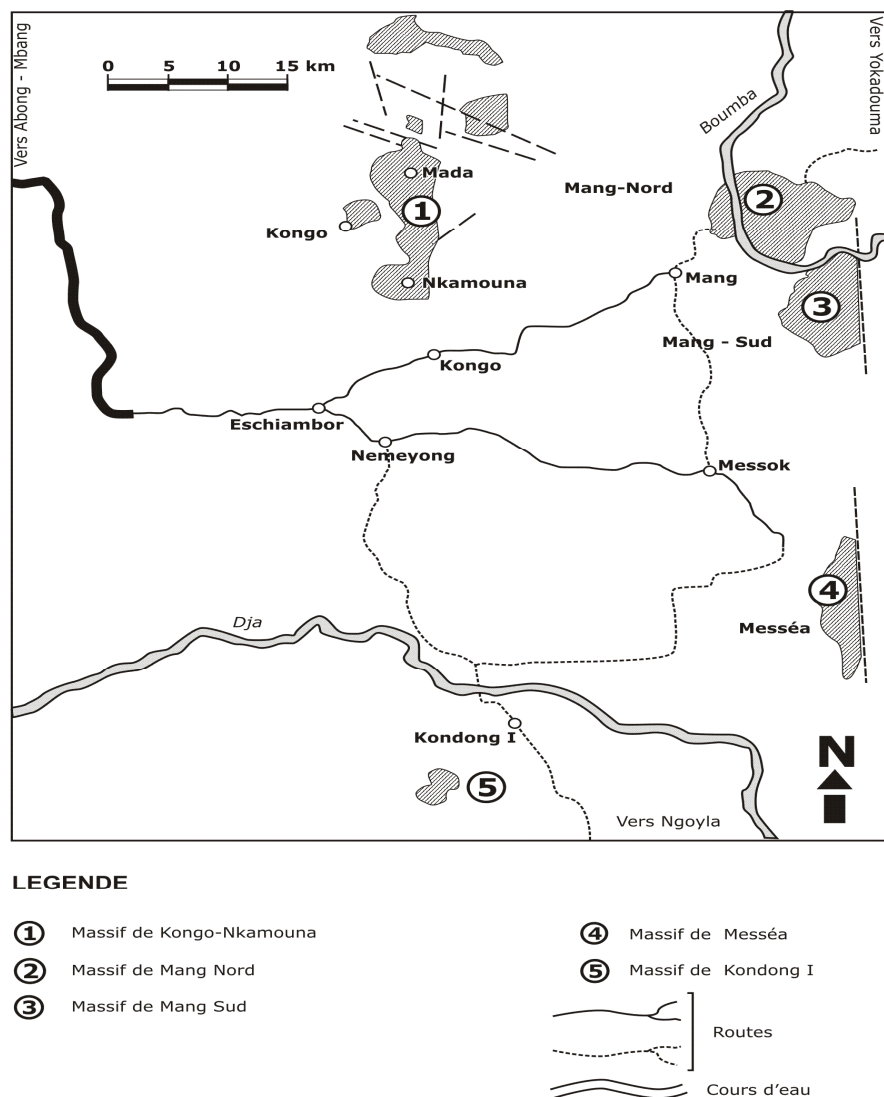 Vers Abong - Mbang
0 5 10 15 km
Vers Yokadouma
Boumba
Mada
Mang-Nord
2
1
Kongo
Nkamouna
Mang
3
Mang - Sud
Kongo
Eschiambor
Nemeyong
Messok
4
Dja
Messéa
Kondong I
N
5
Vers Ngoyla
LEGENDE
1 Massif de Kongo-Nkamouna
2 Massif de Mang Nord
3 Massif de Mang Sud
4 Massif de Messéa
5 Massif de Kondong I
Routes
Cours d'eau